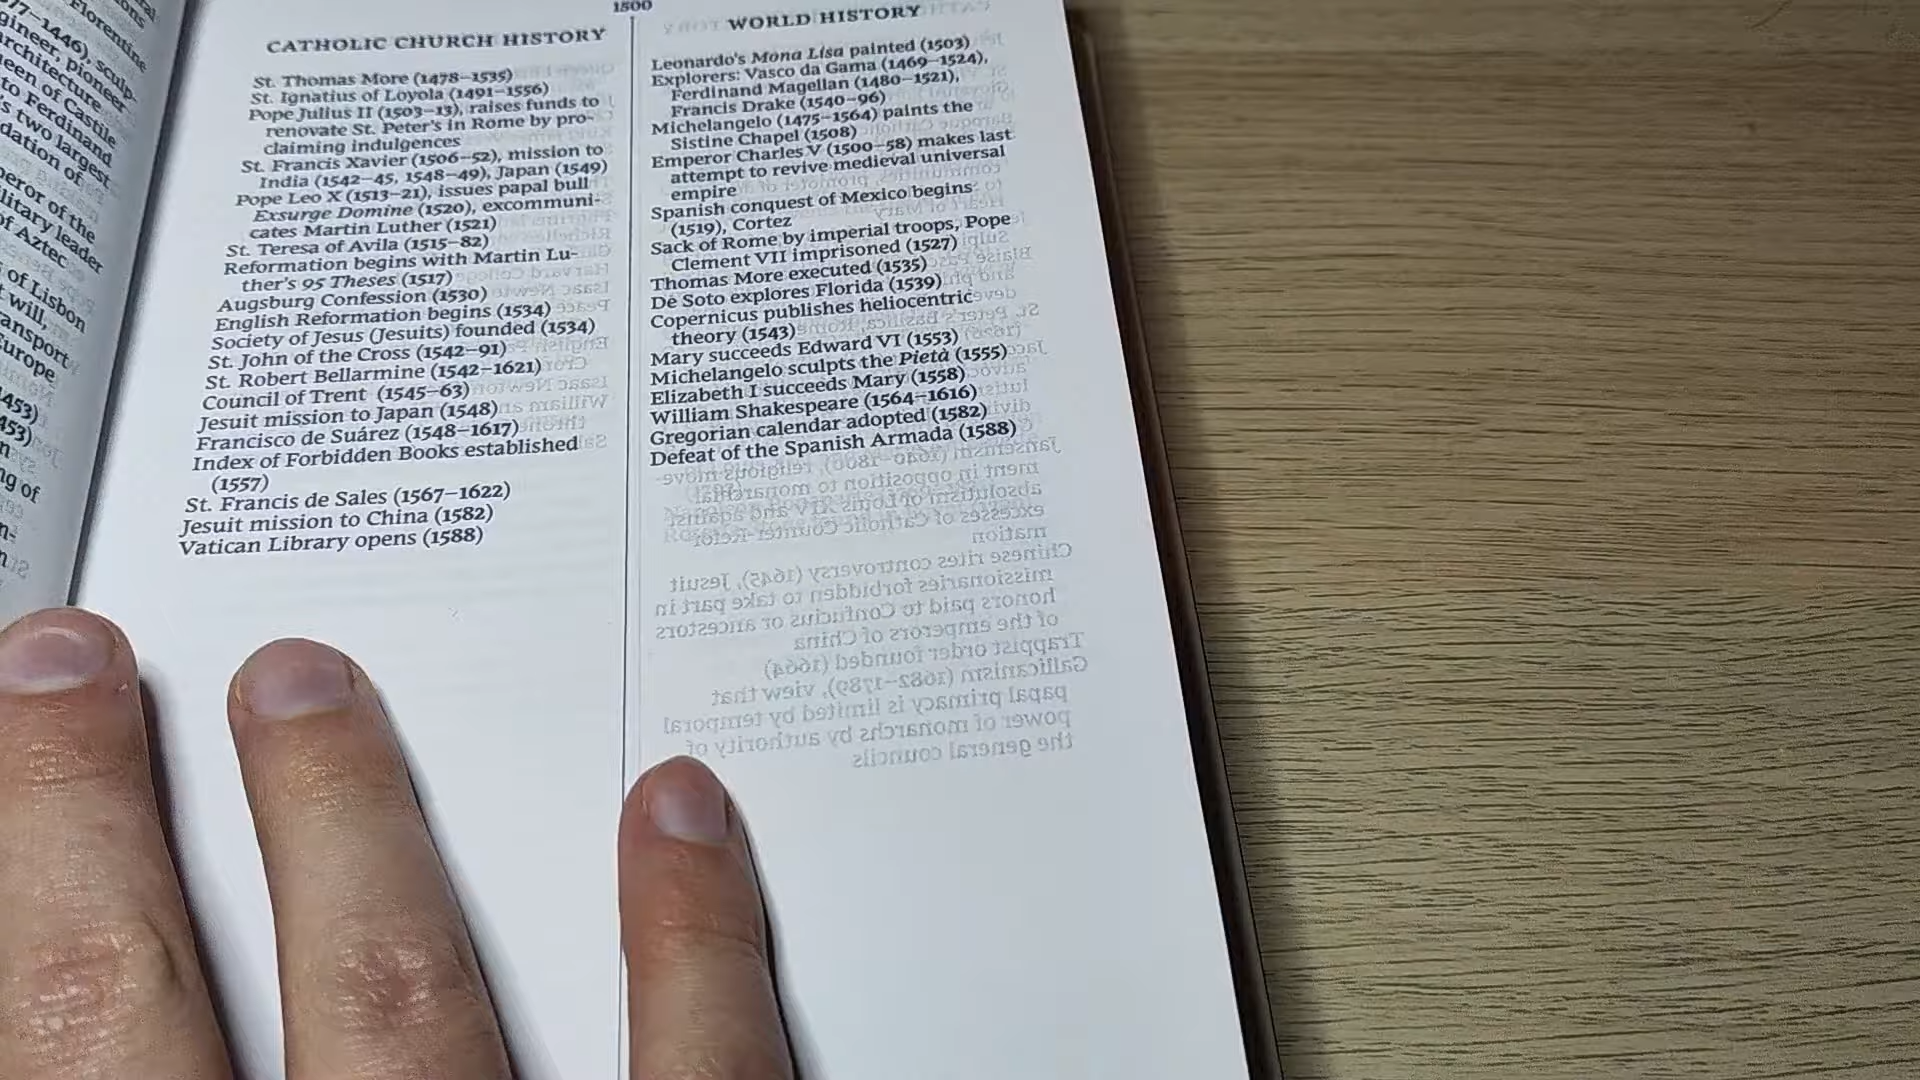 1500
CATHOLIC CHURCH HISTORY
St. Thomas More (1478–1535)
St. Ignatius of Loyola (1491–1556)
Pope Julius II (1503–13), raises funds to
renovate St. Peter's in Rome by pro-
claiming indulgences
St. Francis Xavier (1506–52), mission to
India (1542–45, 1548–49), Japan (1549)
Pope Leo X (1513–21), issues papal bull
Exsurge Domine (1520), excommuni-
cates Martin Luther (1521)
St. Teresa of Avila (1515–82)
Reformation begins with Martin Lu-
ther's 95 Theses (1517)
Augsburg Confession (1530)
English Reformation begins (1534)
Society of Jesus (Jesuits) founded (1534)
St. John of the Cross (1542–91)
St. Robert Bellarmine (1542–1621)
Council of Trent (1545–63)
Jesuit mission to Japan (1548)
Francisco de Suárez (1548–1617)
Index of Forbidden Books established
(1557)
St. Francis de Sales (1567–1622)
Jesuit mission to China (1582)
Vatican Library opens (1588)
WORLD HISTORY
Leonardo's Mona Lisa painted (1503)
Explorers: Vasco da Gama (1469–1524),
Ferdinand Magellan (1480–1521),
Francis Drake (1540–96)
Michelangelo (1475–1564) paints the
Sistine Chapel (1508)
Emperor Charles V (1500–58) makes last
attempt to revive medieval universal
empire
Spanish conquest of Mexico begins
(1519), Cortez
Sack of Rome by imperial troops, Pope
Clement VII imprisoned (1527)
Thomas More executed (1535)
De Soto explores Florida (1539)
Copernicus publishes heliocentric
theory (1543)
Mary succeeds Edward VI (1553)
Michelangelo sculpts the Pietà (1555)
Elizabeth I succeeds Mary (1558)
William Shakespeare (1564–1616)
Gregorian calendar adopted (1582)
Defeat of the Spanish Armada (1588)